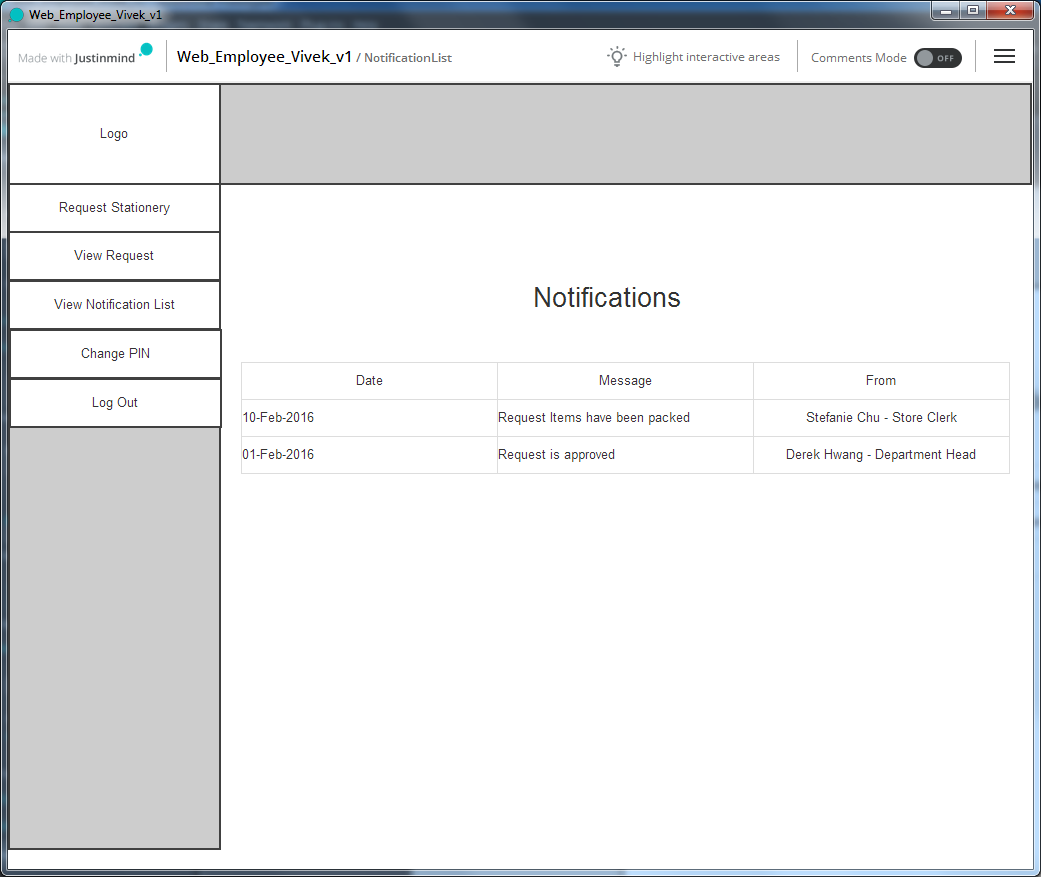 Web_Employee_Vivek_v1
Made with Justinmind
Web_Employee_Vivek_v1 / NotificationList
Highlight interactive areas
Comments Mode OFF
Logo
Request Stationery
View Request
View Notification List
Change PIN
Log Out
Notifications
Date Message From
10-Feb-2016 Request Items have been packed Stefanie Chu - Store Clerk
01-Feb-2016 Request is approved Derek Hwang - Department Head